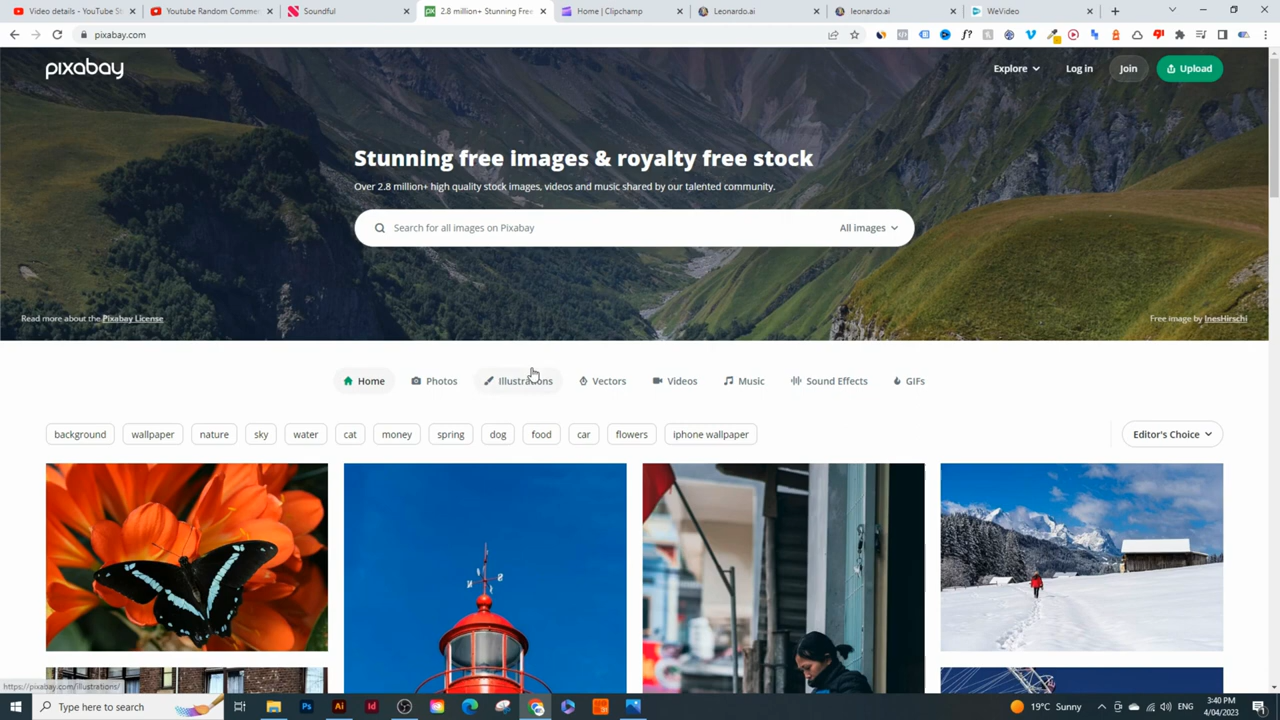 Video details - YouTube St
Youtube Random Comme
Soundful
2.8 million+ Stunning Free
Home | Clipchamp
Leonardo.ai
leonardo.ai
WeVideo
pixabay.com
pixabay
Explore
Log in
Join
Upload
Stunning free images & royalty free stock
Over 2.8 million+ high quality stock images, videos and music shared by our talented community.
Search for all images on Pixabay
All images
Read more about the Pixabay License
Free image by InesHirschi
Home
Photos
Illustrations
Vectors
Videos
Music
Sound Effects
GIFs
background
wallpaper
nature
sky
water
cat
money
spring
dog
food
car
flowers
iphone wallpaper
Editor's Choice
https://pixabay.com/illustrations/
Type here to search
Ps
Ai
Id
19°C Sunny
ENG
3:40 PM
4/04/2023